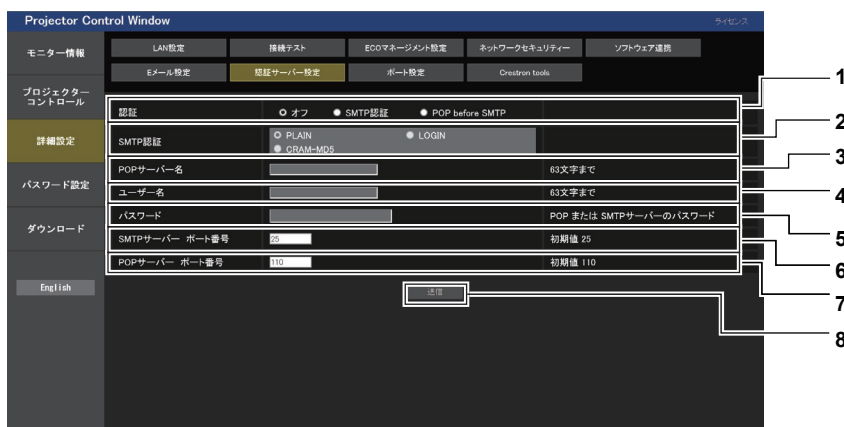 Projector Control Window
ライセンス
モニター情報
プロジェクター
コントロール
詳細設定
パスワード設定
ダウンロード
English
LAN設定 接続テスト ECOマネージメント設定 ネットワークセキュリティー ソフトウェア連携
Eメール設定 認証サーバー設定 ポート設定 Crestron tools
認証 オフ SMTP認証 POP before SMTP
SMTP認証 PLAIN LOGIN
CRAM-MD5
POPサーバー名 63文字まで
ユーザー名 63文字まで
パスワード POP または SMTPサーバーのパスワード
SMTPサーバー ポート番号 25 初期値 25
POPサーバー ポート番号 110 初期値 110
送信
1
2
3
4
5
6
7
8